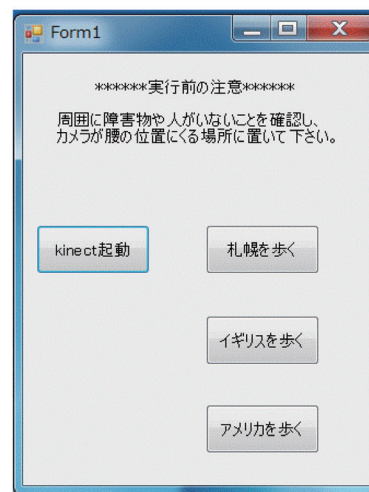 Form1
******実行前の注意******
周囲に障害物や人がいないことを確認し、
カメラが腰の位置にくる場所に置いて下さい。
kinect起動 札幌を歩く
イギリスを歩く
アメリカを歩く